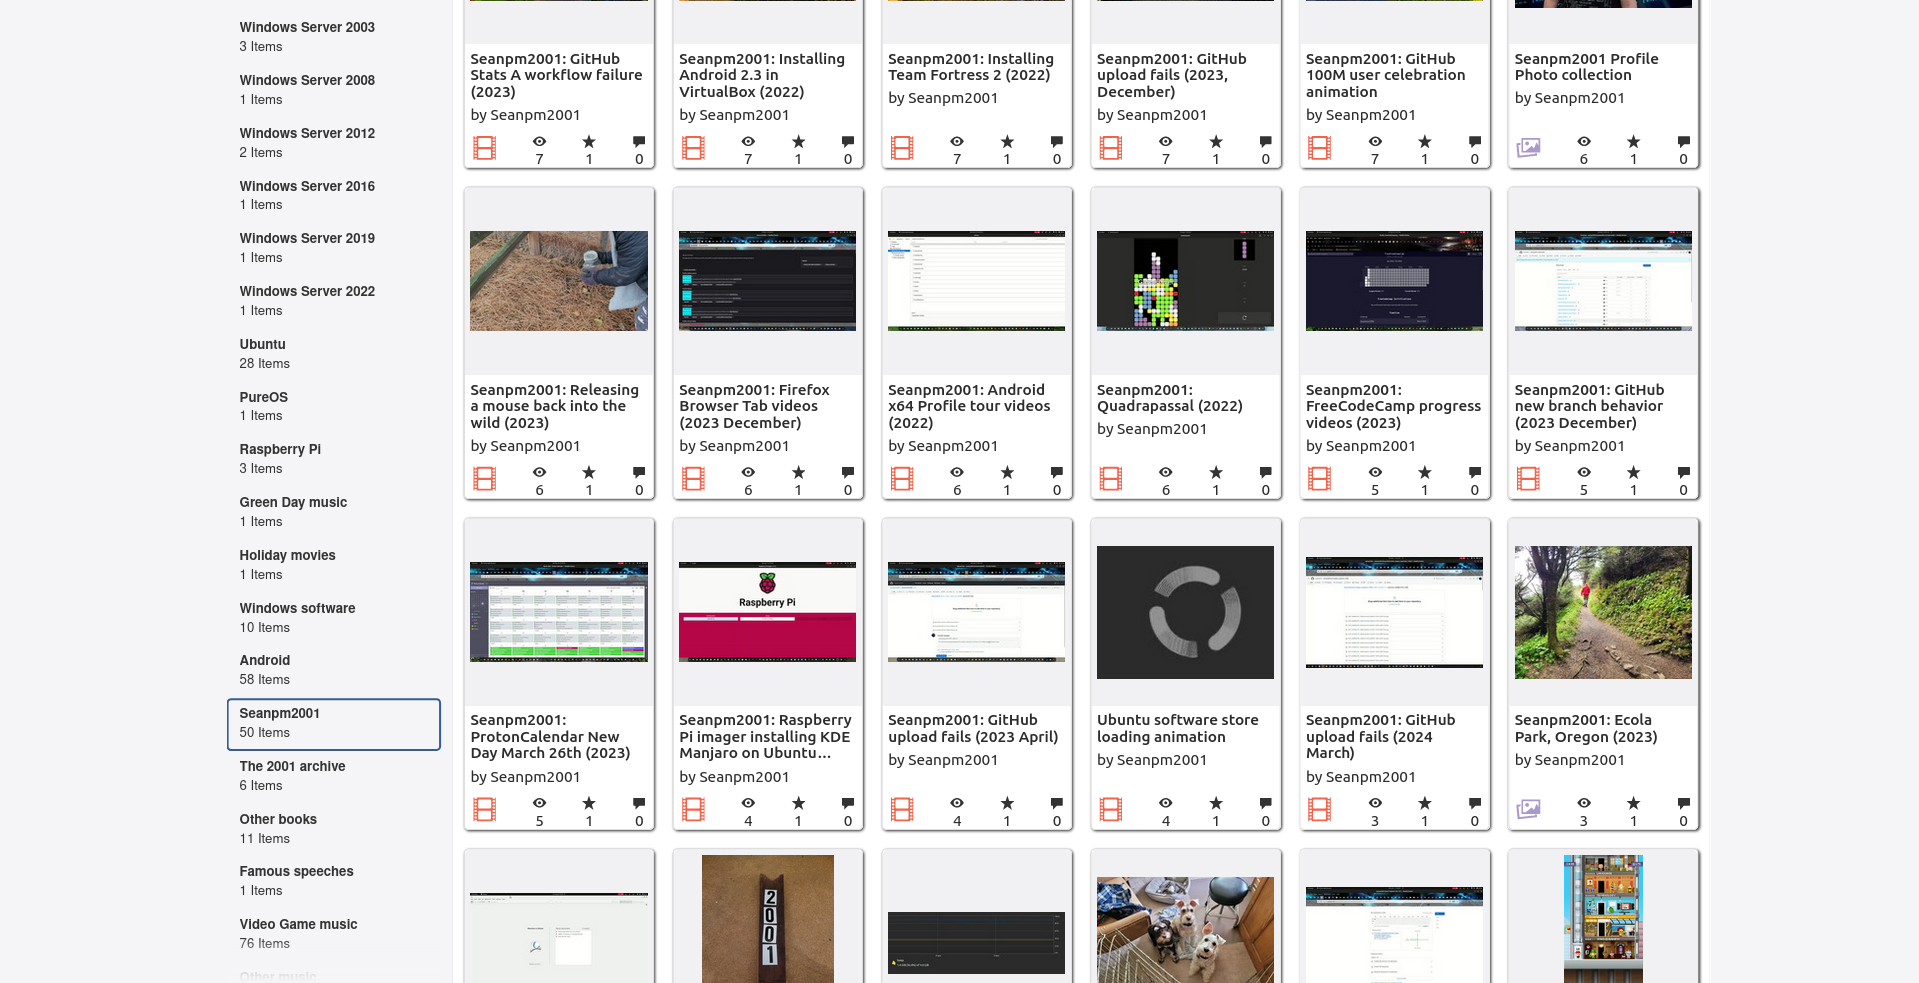 Windows Server 2003
3 Items
Windows Server 2008
1 Items
Windows Server 2012
2 Items
Windows Server 2016
1 Items
Windows Server 2019
1 Items
Windows Server 2022
1 Items
Ubuntu
28 Items
PureOS
1 Items
Raspberry Pi
3 Items
Green Day music
1 Items
Holiday movies
1 Items
Windows software
10 Items
Android
58 Items
Seanpm2001
50 Items
The 2001 archive
6 Items
Other books
11 Items
Famous speeches
1 Items
Video Game music
76 Items
Other music
Seanpm2001: GitHub
Stats A workflow failure
(2023)
by Seanpm2001
7
1
0
Seanpm2001: Installing
Android 2.3 in
VirtualBox (2022)
by Seanpm2001
7
1
0
Seanpm2001: Installing
Team Fortress 2 (2022)
by Seanpm2001
7
1
0
Seanpm2001: GitHub
upload fails (2023,
December)
by Seanpm2001
7
1
0
Seanpm2001: GitHub
100M user celebration
animation
by Seanpm2001
7
1
0
Seanpm2001 Profile
Photo collection
by Seanpm2001
6
1
0
Seanpm2001: Releasing
a mouse back into the
wild (2023)
by Seanpm2001
6
1
0
Seanpm2001: Firefox
Browser Tab videos
(2023 December)
by Seanpm2001
6
1
0
Seanpm2001: Android
x64 Profile tour videos
(2022)
by Seanpm2001
6
1
0
Seanpm2001:
Quadrapassal (2022)
by Seanpm2001
6
1
0
Seanpm2001:
FreeCodeCamp progress
videos (2023)
by Seanpm2001
5
1
0
Seanpm2001: GitHub
new branch behavior
(2023 December)
by Seanpm2001
5
1
0
Seanpm2001:
ProtonCalendar New
Day March 26th (2023)
by Seanpm2001
5
1
0
Raspberry Pi
Seanpm2001: Raspberry
Pi imager installing KDE
Manjaro on Ubuntu...
by Seanpm2001
4
1
0
Seanpm2001: GitHub
upload fails (2023 April)
by Seanpm2001
4
1
0
Ubuntu software store
loading animation
by Seanpm2001
4
1
0
Seanpm2001: GitHub
upload fails (2024
March)
by Seanpm2001
3
1
0
Seanpm2001: Ecola
Park, Oregon (2023)
by Seanpm2001
3
1
0
2001